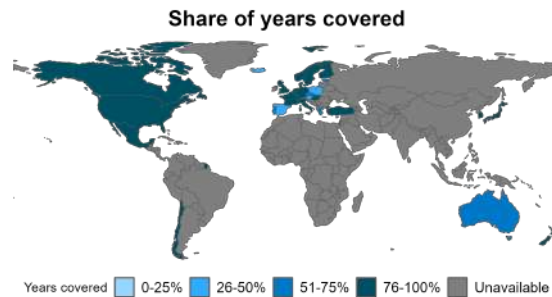 Share of years covered
Years covered 0-25% 26-50% 51-75% 76-100% Unavailable